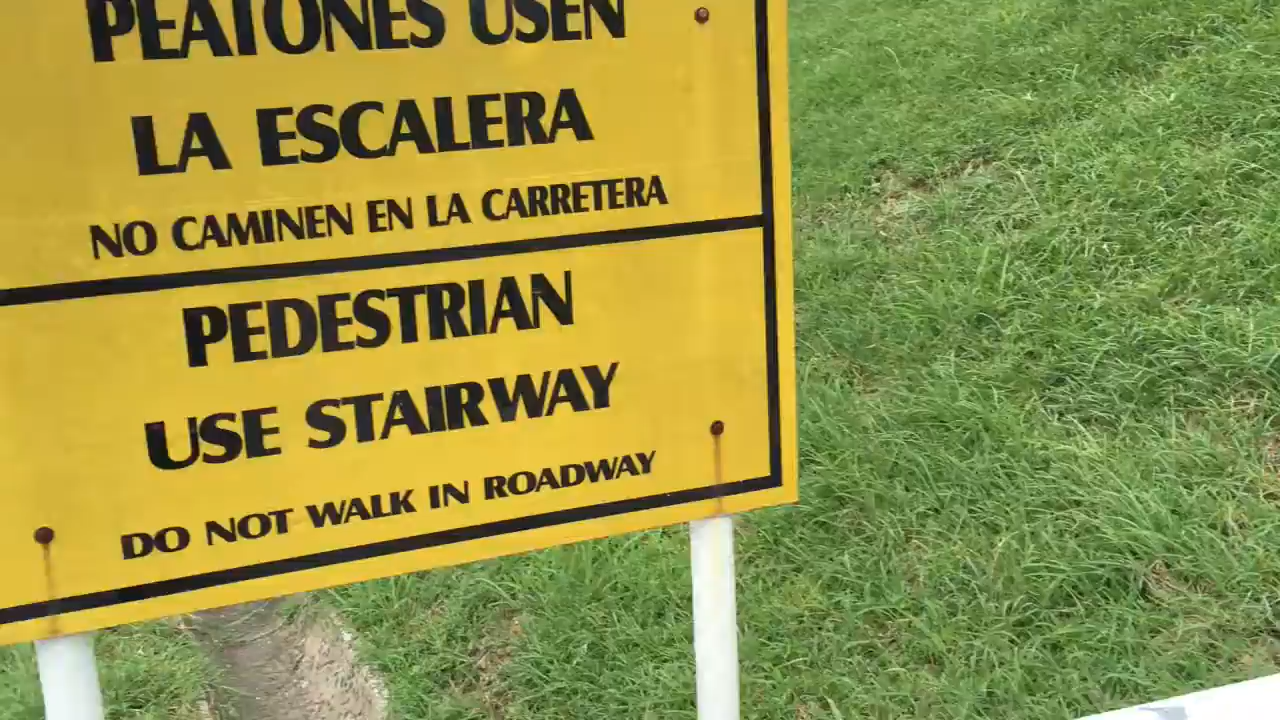 PEATONES USEN
LA ESCALERA
NO CAMINEN EN LA CARRETERA
PEDESTRIAN
USE STAIRWAY
DO NOT WALK IN ROADWAY